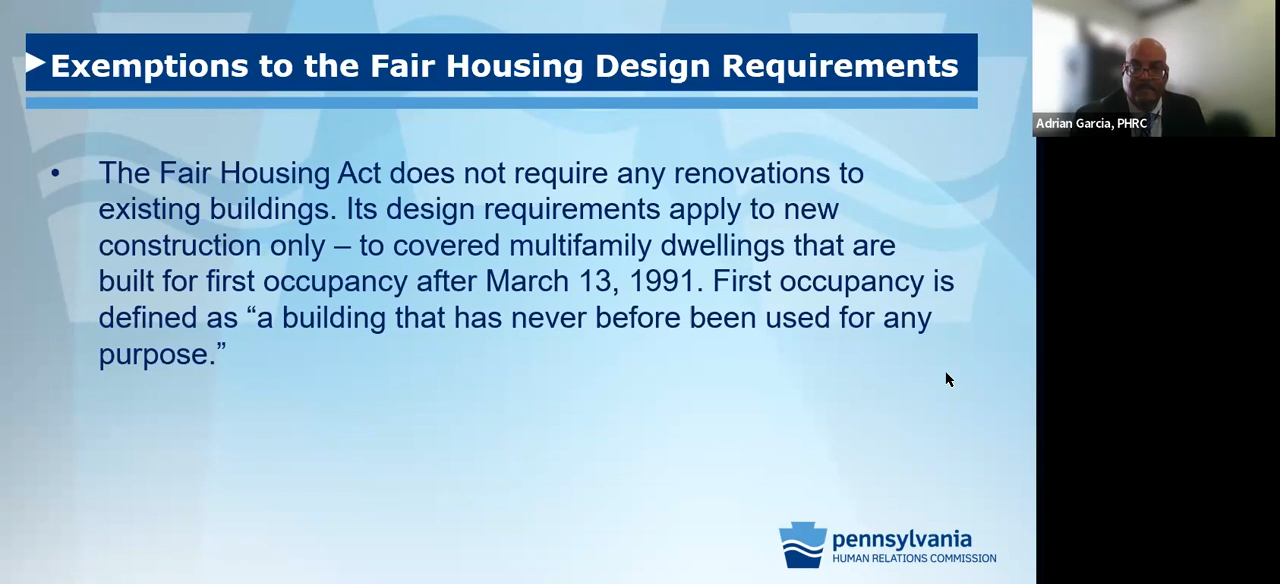 Exemptions to the Fair Housing Design Requirements
• The Fair Housing Act does not require any renovations to
existing buildings. Its design requirements apply to new
construction only – to covered multifamily dwellings that are
built for first occupancy after March 13, 1991. First occupancy is
defined as “a building that has never before been used for any
purpose.”
pennsylvania
HUMAN RELATIONS COMMISSION
Adrian Garcia, PHRC